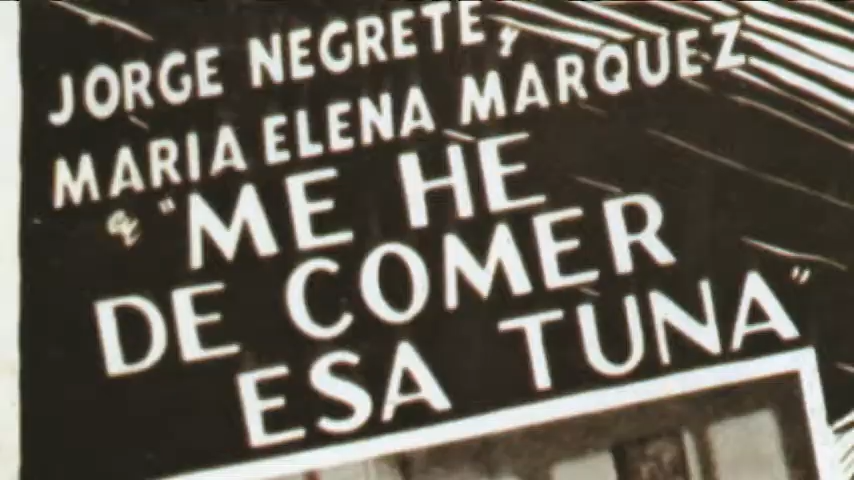 JORGE NEGRETE y
MARIA ELENA MARQUEZ
en "ME HE
DE COMER
ESA TUNA"